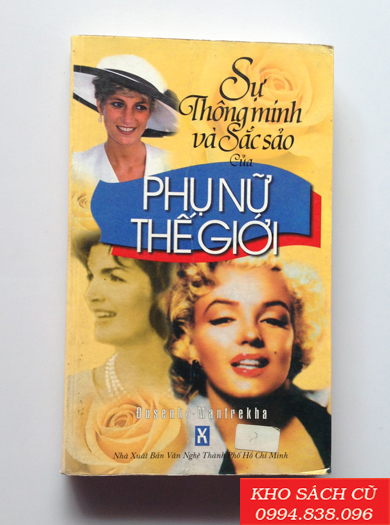 Sự
Thông minh
và Sắc sảo
Của
PHỤ NỮ
THẾ GIỚI
Mantrekha
X
Nhà Xuất Bản Văn Nghệ Thành Phố Hồ Chí Minh
KHO SÁCH CŨ
0994.838.096